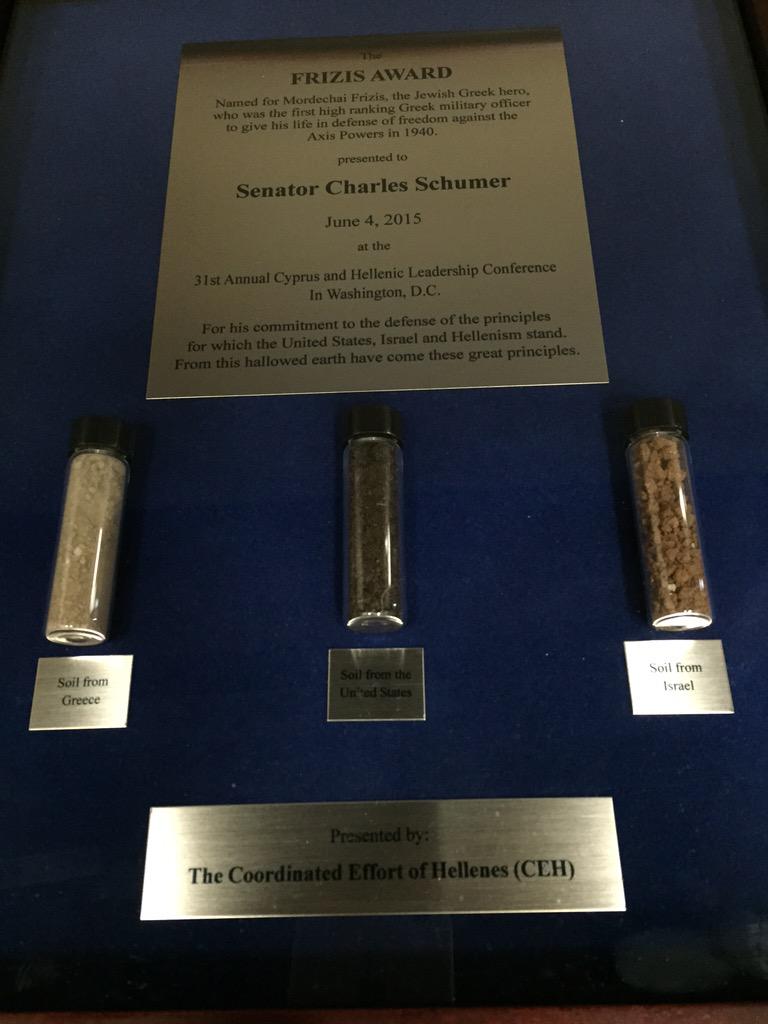 The
FRIZIS AWARD
Named for Mordechai Frizis, the Jewish Greek hero,
who was the first high ranking Greek military officer
to give his life in defense of freedom against the
Axis Powers in 1940.
presented to
Senator Charles Schumer
June 4, 2015
at the
31st Annual Cyprus and Hellenic Leadership Conference
In Washington, D.C.
For his commitment to the defense of the principles
for which the United States, Israel and Hellenism stand.
From this hallowed earth have come these great principles.
Soil from
Greece
Soil from the
United States
Soil from
Israel
Presented by:
The Coordinated Effort of Hellenes (CEH)